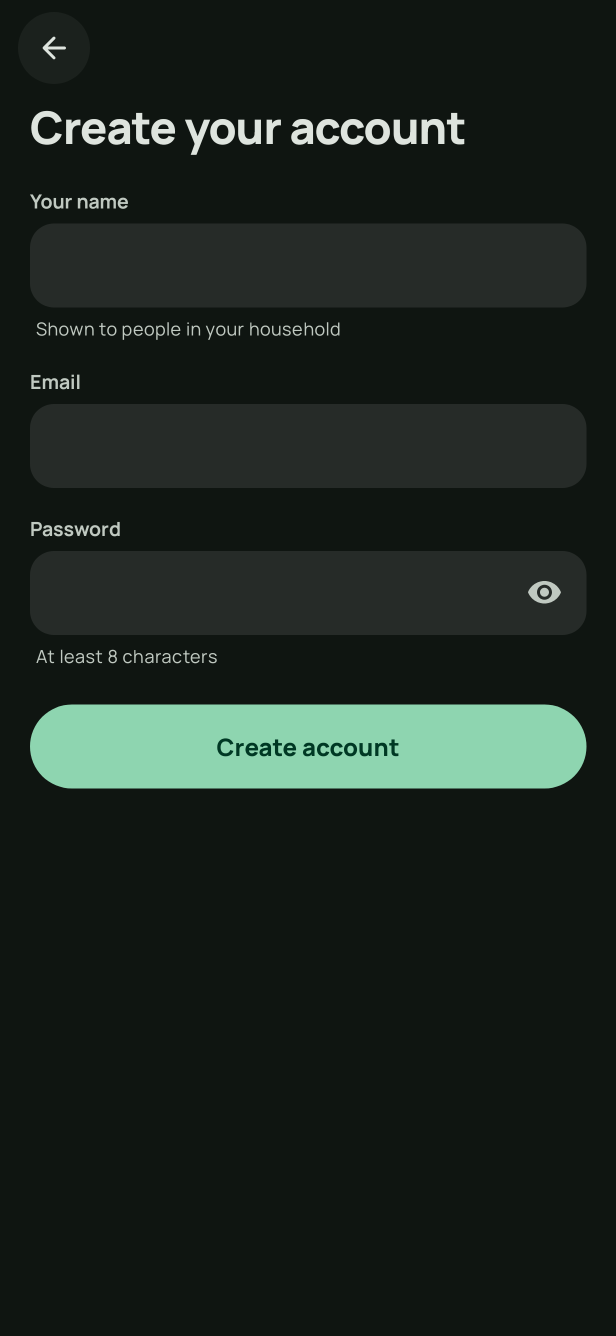 Create your account
Your name
Shown to people in your household
Email
Password
At least 8 characters
Create account